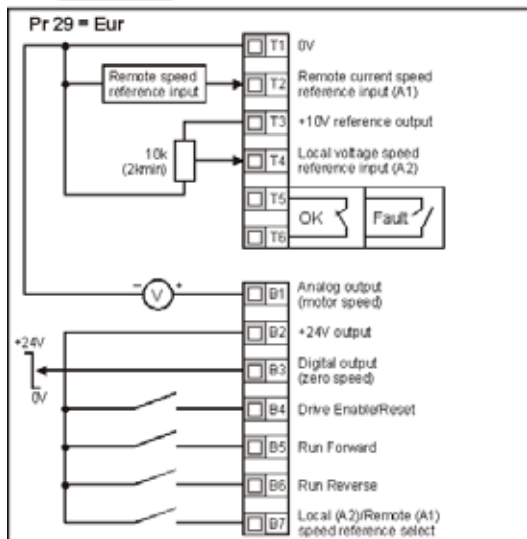 Pr 29 = Eur
T1 0V
Remote speed
reference input
T2 Remote current speed
reference input (A1)
T3 +10V reference output
10k
(2kmin)
T4 Local voltage speed
reference input (A2)
T5
OK
Fault
T6
- V +
B1 Analog output
(motor speed)
B2 +24V output
+24V
0V
B3 Digital output
(zero speed)
B4 Drive Enable/Reset
B5 Run Forward
B6 Run Reverse
B7 Local (A2)/Remote (A1)
speed reference select